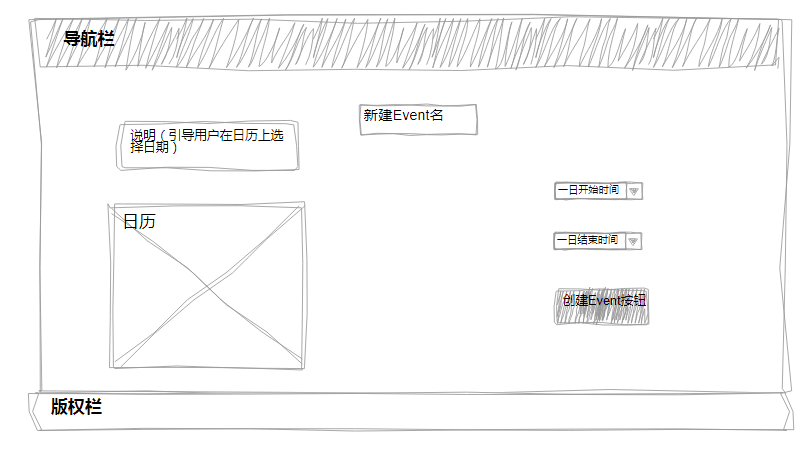 导航栏
新建Event名
说明（引导用户在日历上选
择日期）
一日开始时间
日历
一日结束时间
创建Event按钮
版权栏